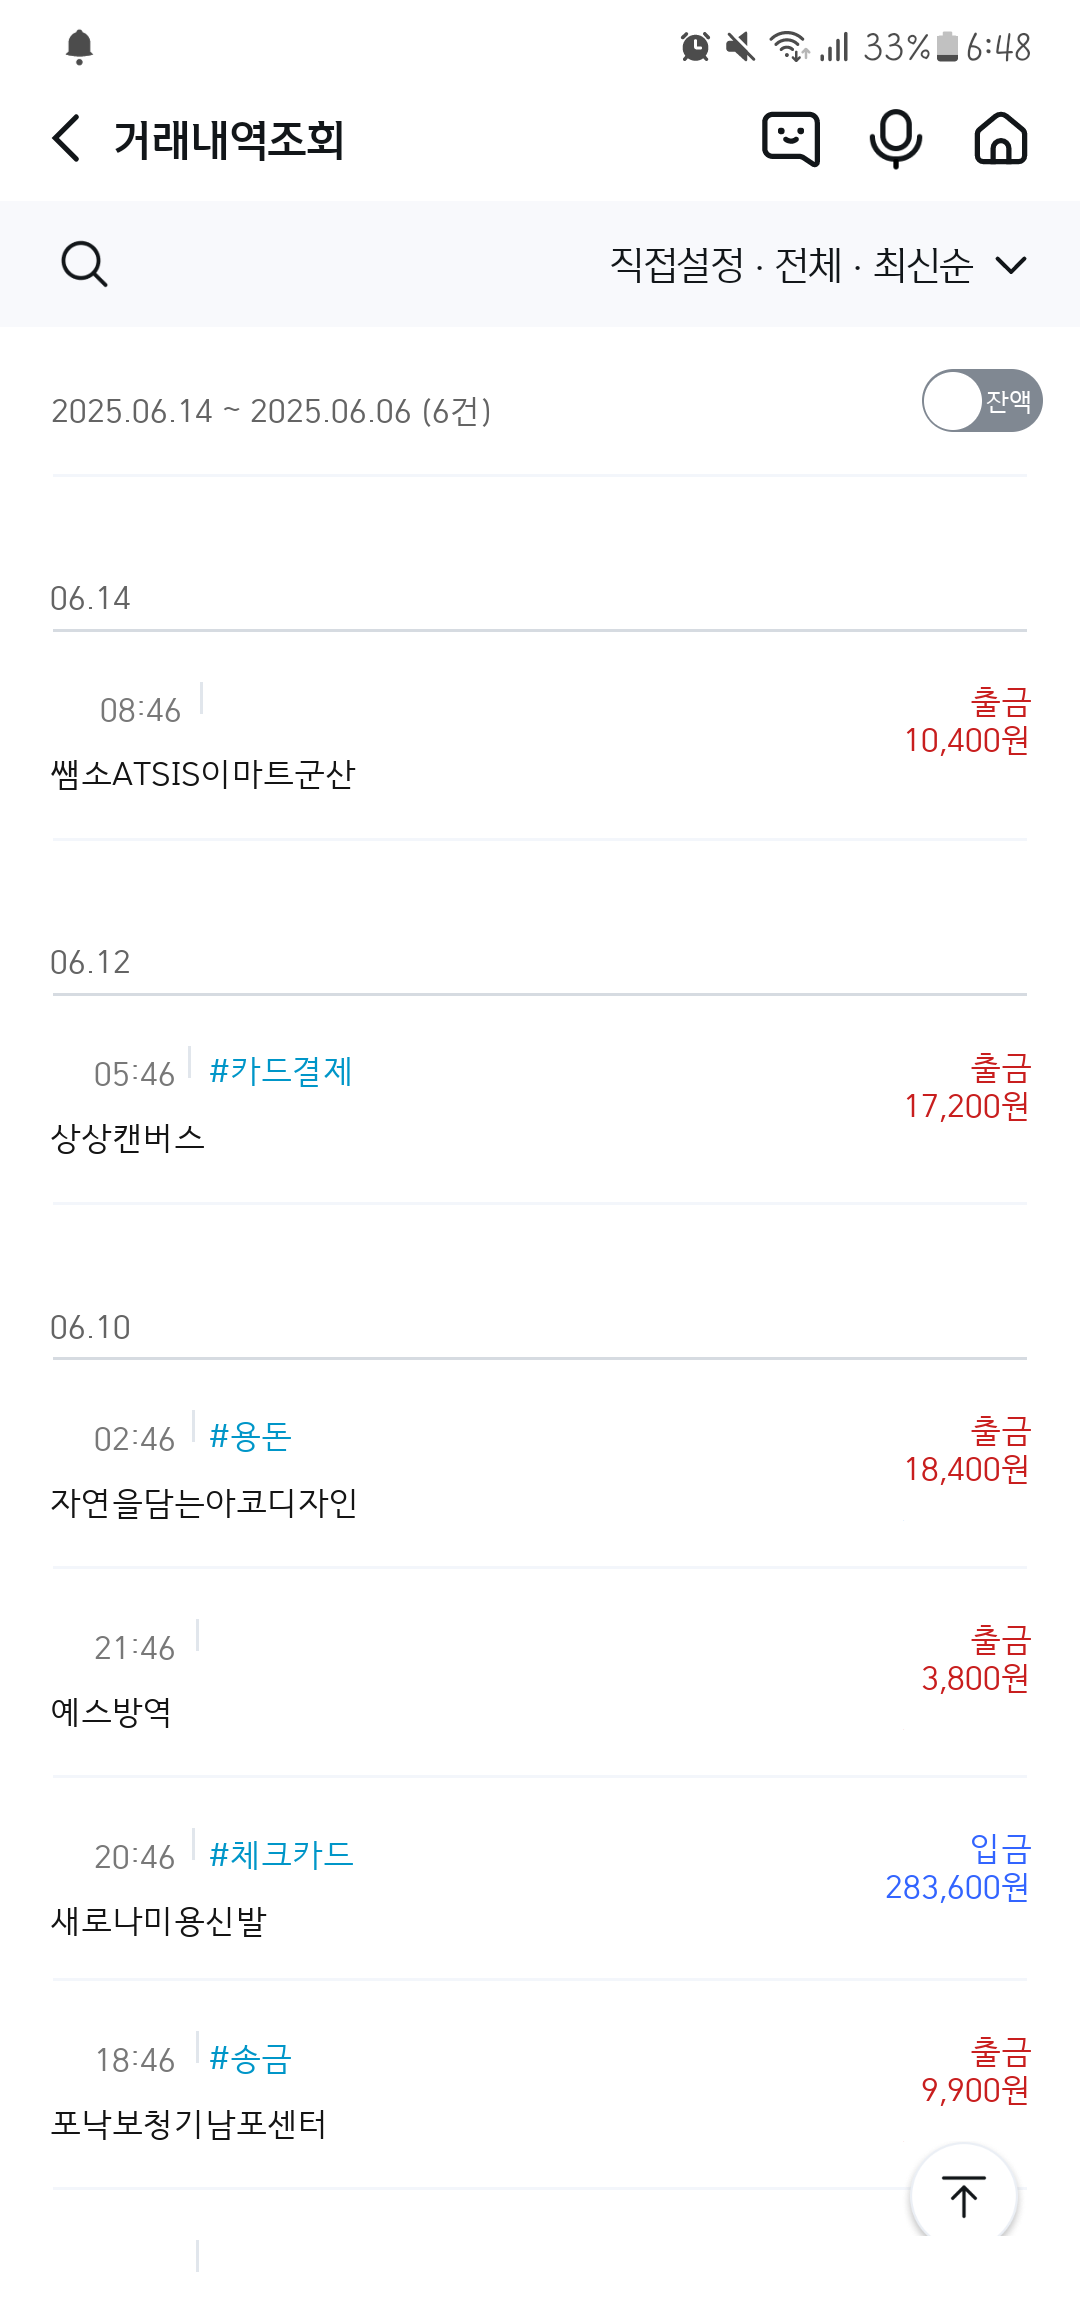 33% 6:48
거래내역조회
직접설정 · 전체 · 최신순
2025.06.14 ~ 2025.06.06 (6건)
잔액
06.14
08:46
출금
10,400원
쌤소ATSIS이마트군산
06.12
05:46 #카드결제
출금
17,200원
상상캔버스
06.10
02:46 #용돈
출금
18,400원
자연을담는아코디자인
21:46
출금
3,800원
예스방역
20:46 #체크카드
입금
283,600원
새로나미용신발
18:46 #송금
출금
9,900원
포낙보청기남포센터